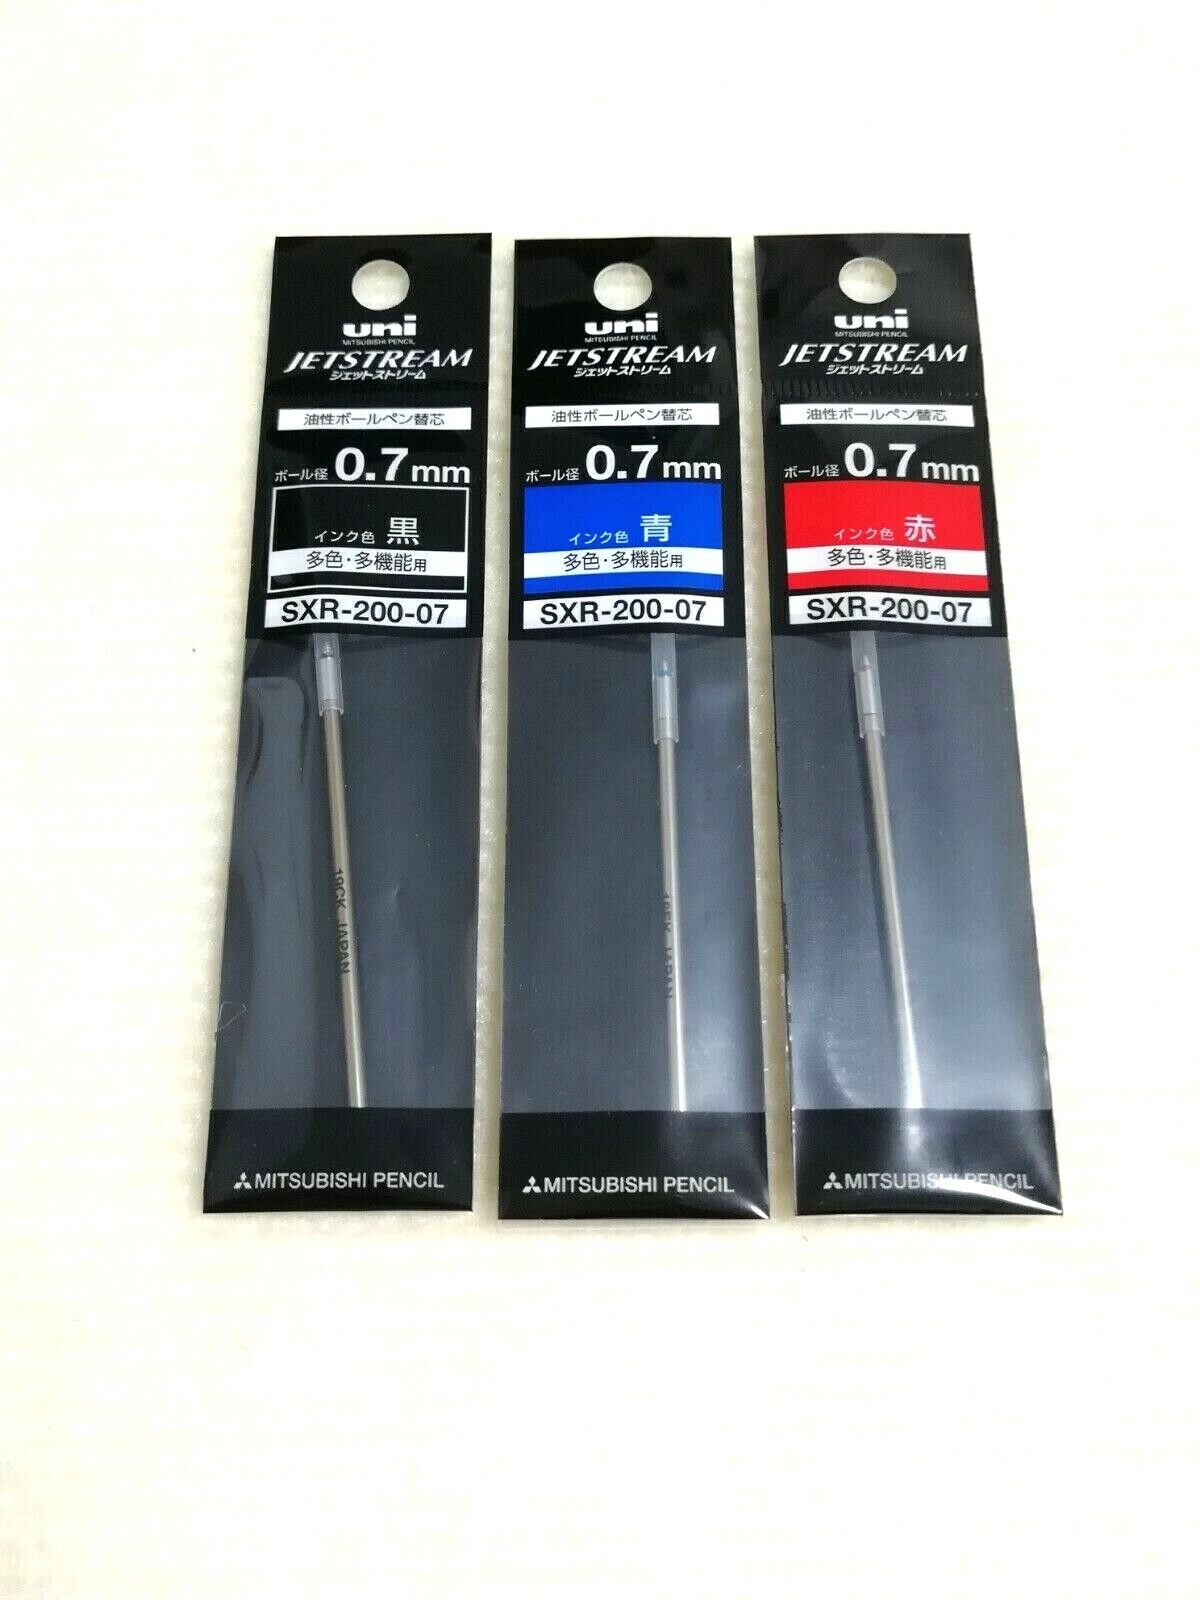 uni
MITSUBISHI PENCIL
JETSTREAM
ジェットストリーム
油性ボールペン替芯
ボール径 0.7mm
インク色 黒
多色・多機能用
SXR-200-07
JAPAN
MITSUBISHI PENCIL
uni
MITSUBISHI PENCIL
JETSTREAM
ジェットストリーム
油性ボールペン替芯
ボール径 0.7mm
インク色 青
多色・多機能用
SXR-200-07
JAPAN
MITSUBISHI PENCIL
uni
MITSUBISHI PENCIL
JETSTREAM
ジェットストリーム
油性ボールペン替芯
ボール径 0.7mm
インク色 赤
多色・多機能用
SXR-200-07
MITSUBISHI PENCIL